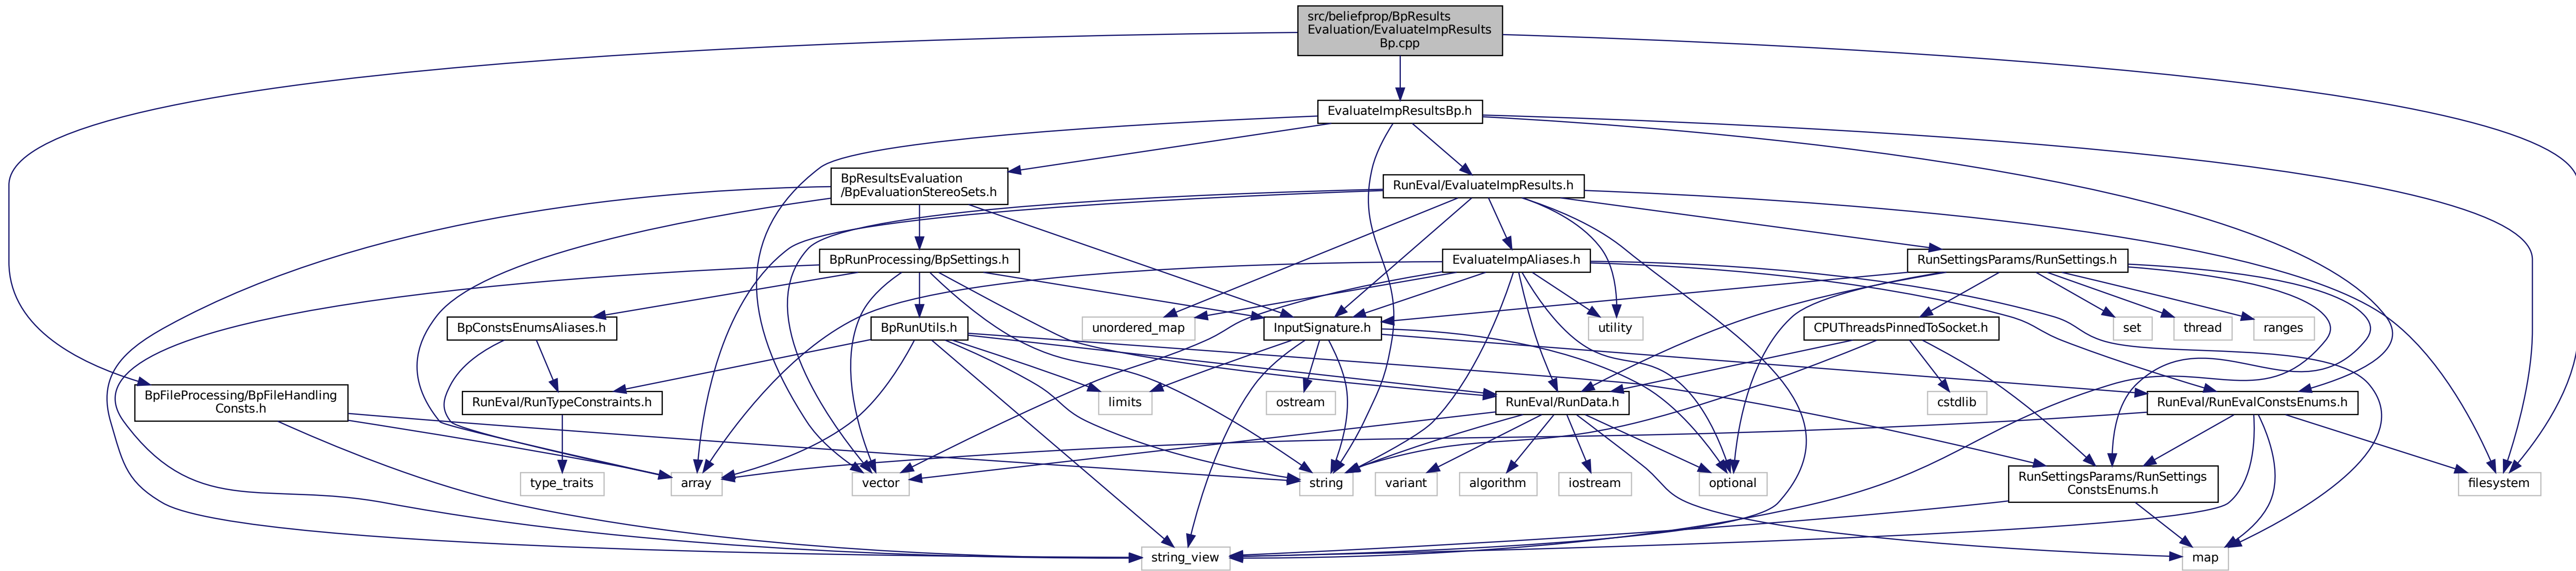 src/beliefprop/BpResults
Evaluation/EvaluateImpResults
Bp.cpp
EvaluateImpResultsBp.h
BpResultsEvaluation
/BpEvaluationStereoSets.h
RunEval/EvaluateImpResults.h
BpRunProcessing/BpSettings.h
EvaluateImpAliases.h
RunSettingsParams/RunSettings.h
BpConstsEnumsAliases.h
BpRunUtils.h
unordered_map
InputSignature.h
utility
CPUThreadsPinnedToSocket.h
set
thread
ranges
BpFileProcessing/BpFileHandling
Consts.h
RunEval/RunTypeConstraints.h
limits
ostream
RunEval/RunData.h
cstdlib
RunEval/RunEvalConstsEnums.h
type_traits
array
vector
string
variant
algorithm
iostream
optional
RunSettingsParams/RunSettings
ConstsEnums.h
filesystem
string_view
map